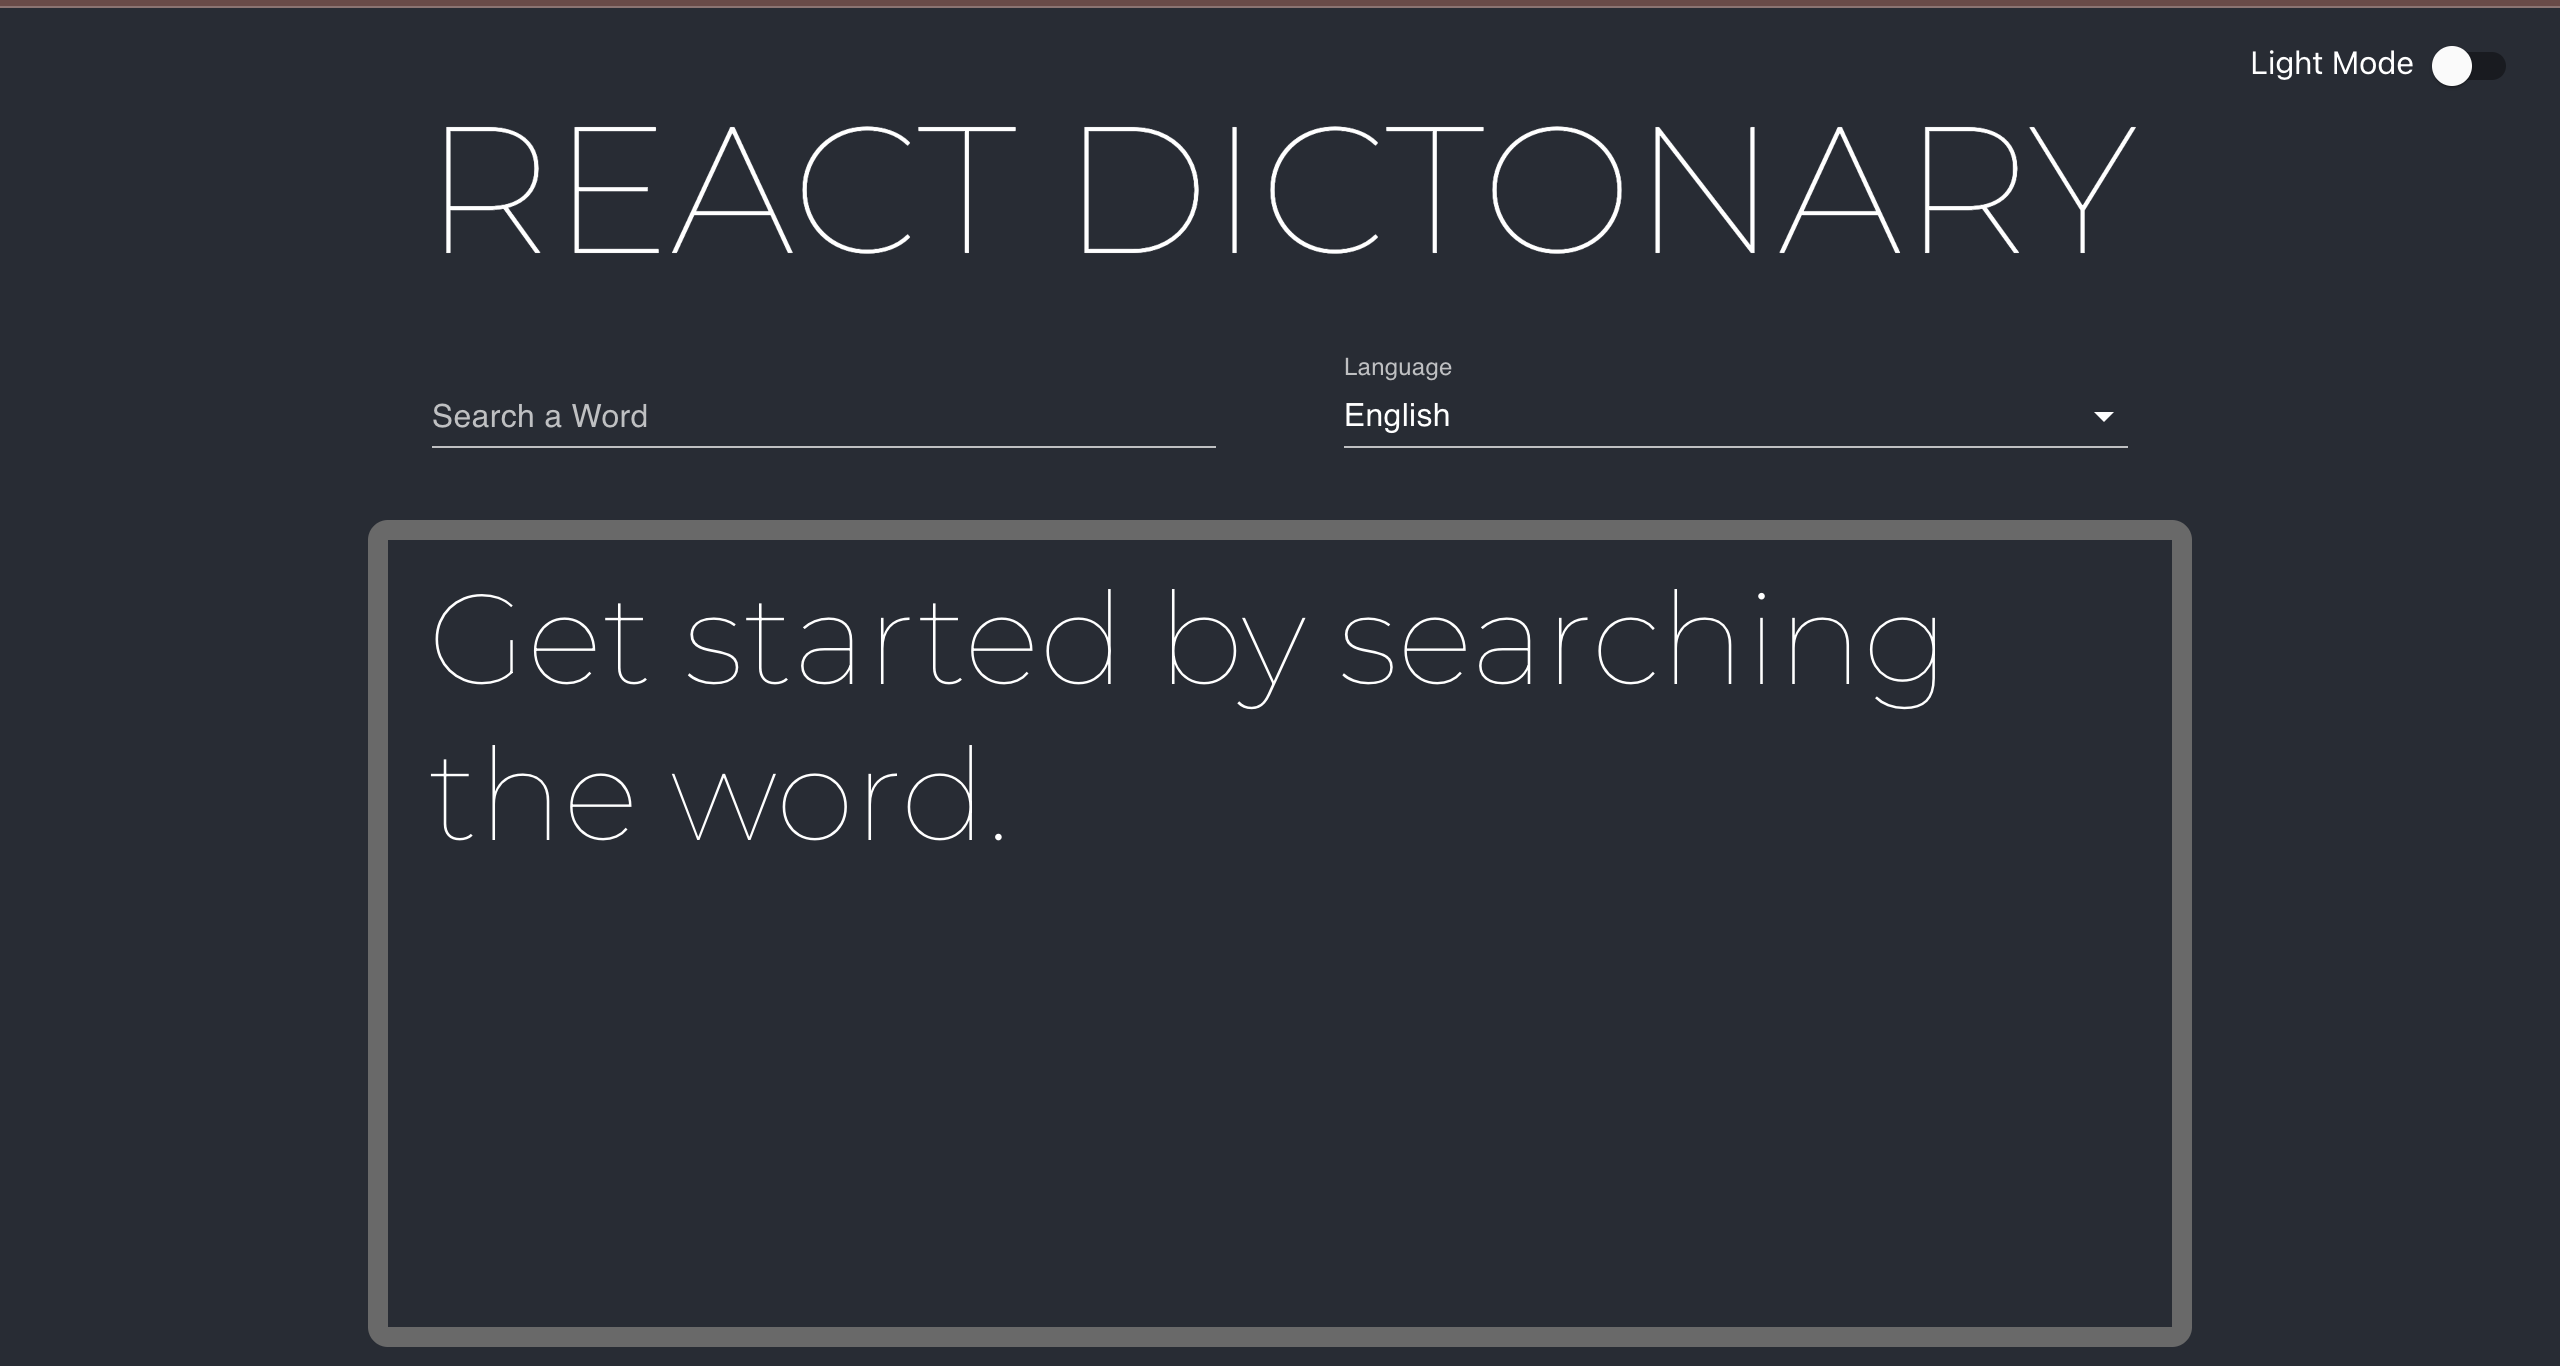 Light Mode
REACT DICTONARY
Language
Search a Word
English
Get started by searching
the word.